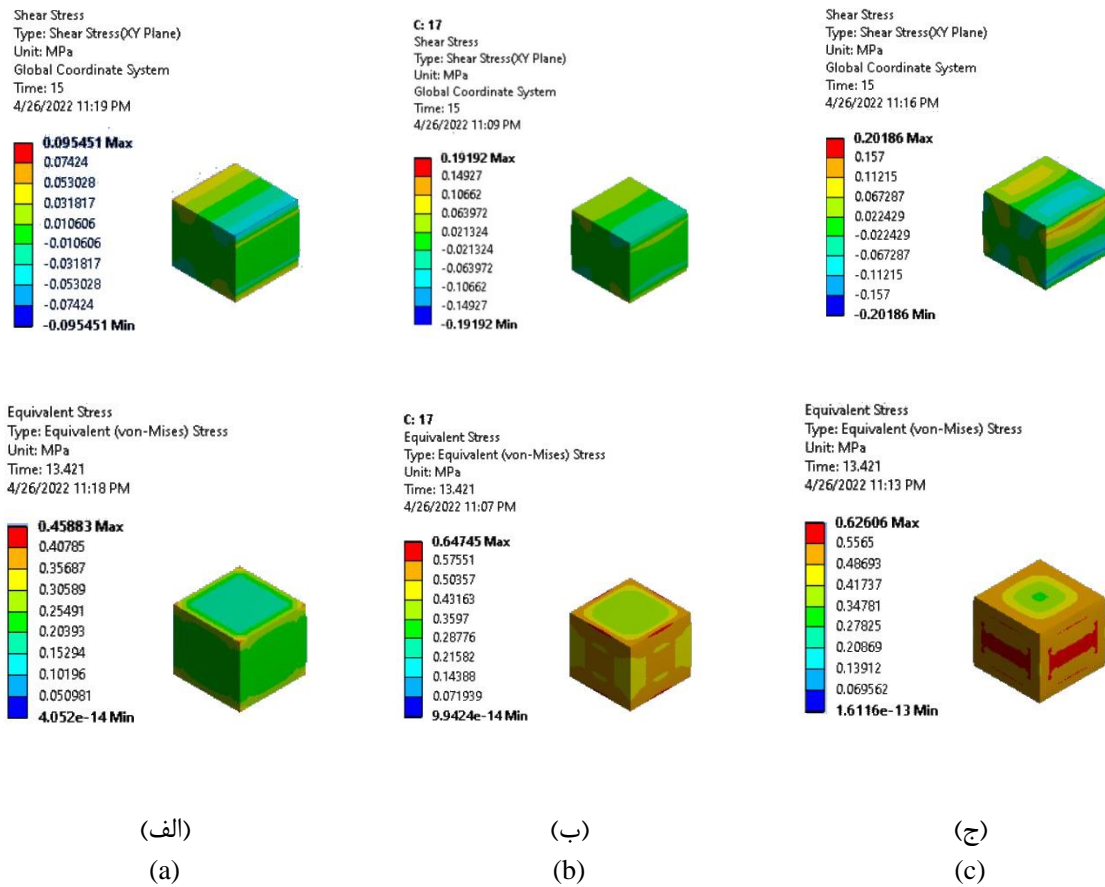 Shear Stress
Type: Shear Stress(XY Plane)
Unit: MPa
Global Coordinate System
Time: 15
4/26/2022 11:19 PM
0.095451 Max
0.07424
0.053028
0.031817
0.010606
-0.010606
-0.031817
-0.053028
-0.07424
-0.095451 Min
C: 17
Shear Stress
Type: Shear Stress(XY Plane)
Unit: MPa
Global Coordinate System
Time: 15
4/26/2022 11:09 PM
0.19192 Max
0.14927
0.10662
0.063972
0.021324
-0.021324
-0.063972
-0.10662
-0.14927
-0.19192 Min
Shear Stress
Type: Shear Stress(XY Plane)
Unit: MPa
Global Coordinate System
Time: 15
4/26/2022 11:16 PM
0.20186 Max
0.157
0.11215
0.067287
0.022429
-0.022429
-0.067287
-0.11215
-0.157
-0.20186 Min
Equivalent Stress
Type: Equivalent (von-Mises) Stress
Unit: MPa
Time: 13.421
4/26/2022 11:18 PM
0.45883 Max
0.40785
0.35687
0.30589
0.25491
0.20393
0.15294
0.10196
0.050981
4.052e-14 Min
C: 17
Equivalent Stress
Type: Equivalent (von-Mises) Stress
Unit: MPa
Time: 13.421
4/26/2022 11:07 PM
0.64745 Max
0.57551
0.50357
0.43163
0.3597
0.28776
0.21582
0.14388
0.071939
9.9424e-14 Min
Equivalent Stress
Type: Equivalent (von-Mises) Stress
Unit: MPa
Time: 13.421
4/26/2022 11:13 PM
0.62606 Max
0.5565
0.48693
0.41737
0.34781
0.27825
0.20869
0.13912
0.069562
1.6116e-13 Min
(الف)
(ب)
(ج)
(a)
(b)
(c)